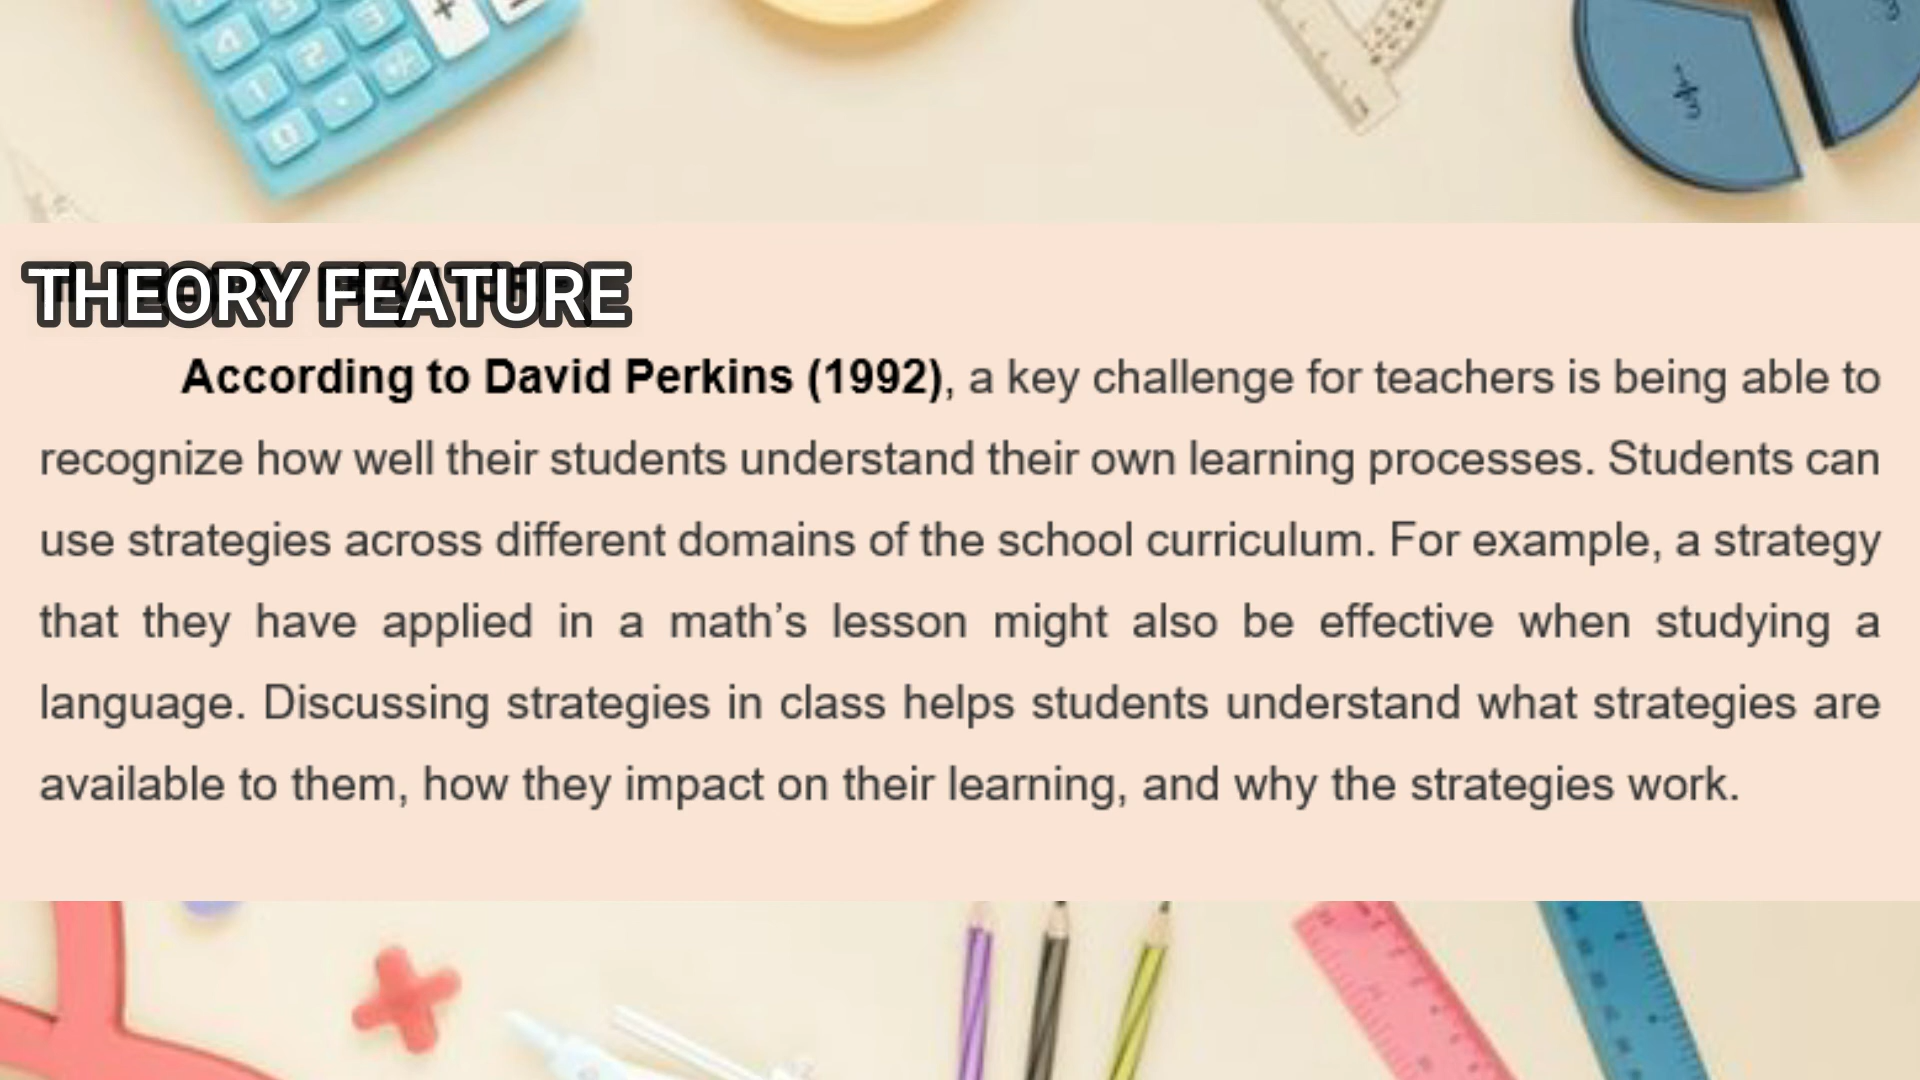 THEORY FEATURE
According to David Perkins (1992), a key challenge for teachers is being able to
recognize how well their students understand their own learning processes. Students can
use strategies across different domains of the school curriculum. For example, a strategy
that they have applied in a math’s lesson might also be effective when studying a
language. Discussing strategies in class helps students understand what strategies are
available to them, how they impact on their learning, and why the strategies work.